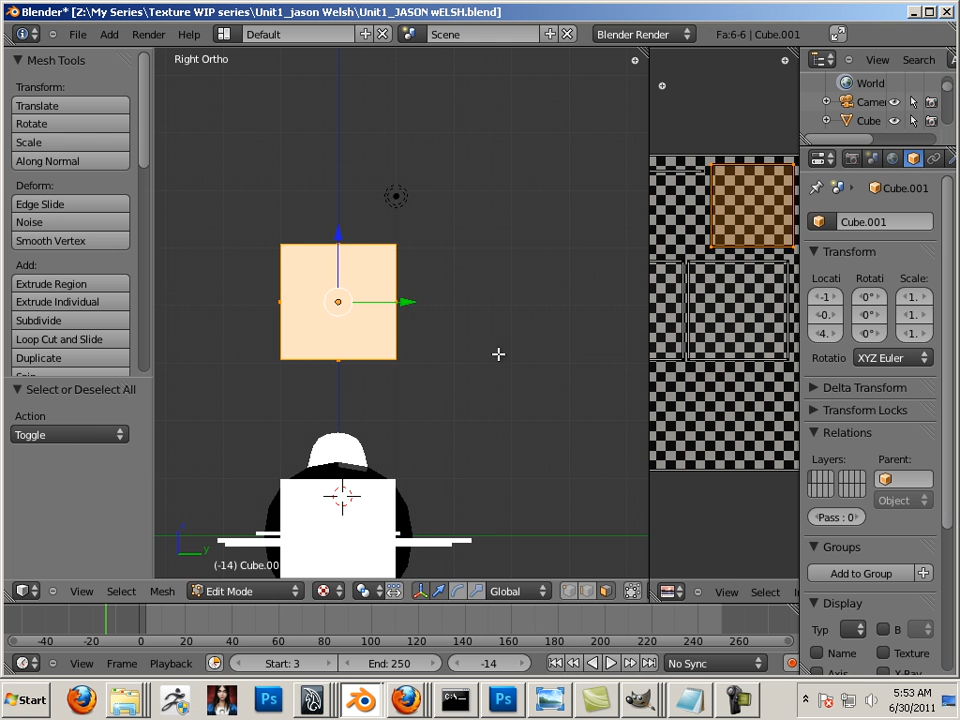 Blender* [Z:\My Series\Texture WIP series\Unit1_jason Welsh\Unit1_JASON wELSH.blend]
File Add Render Help Default Scene Blender Render Fa:6-6 | Cube.001
Mesh Tools
Transform:
Translate
Rotate
Scale
Along Normal
Deform:
Edge Slide
Noise
Smooth Vertex
Add:
Extrude Region
Extrude Individual
Subdivide
Loop Cut and Slide
Duplicate
Select or Deselect All
Action
Toggle
Right Ortho
z
y
(-14) Cube.00
View Select Mesh Edit Mode Global
View Select
View Search
World
Camer
Cube
Cube.001
Cube.001
Transform
Locati Rotati Scale:
-1 0° 1.
-0. 0° 1.
4. 0° 1.
Rotatio XYZ Euler
Delta Transform
Transform Locks
Relations
Layers: Parent:
Object
Pass : 0
Groups
Add to Group
Display
Typ B
Name Texture
-40 -20 0 20 40 60 80 100 120 140 160 180 200 220 240 260
View Frame Playback Start: 3 End: 250 -14 No Sync
Start Ps Ps 5:53 AM
6/30/2011